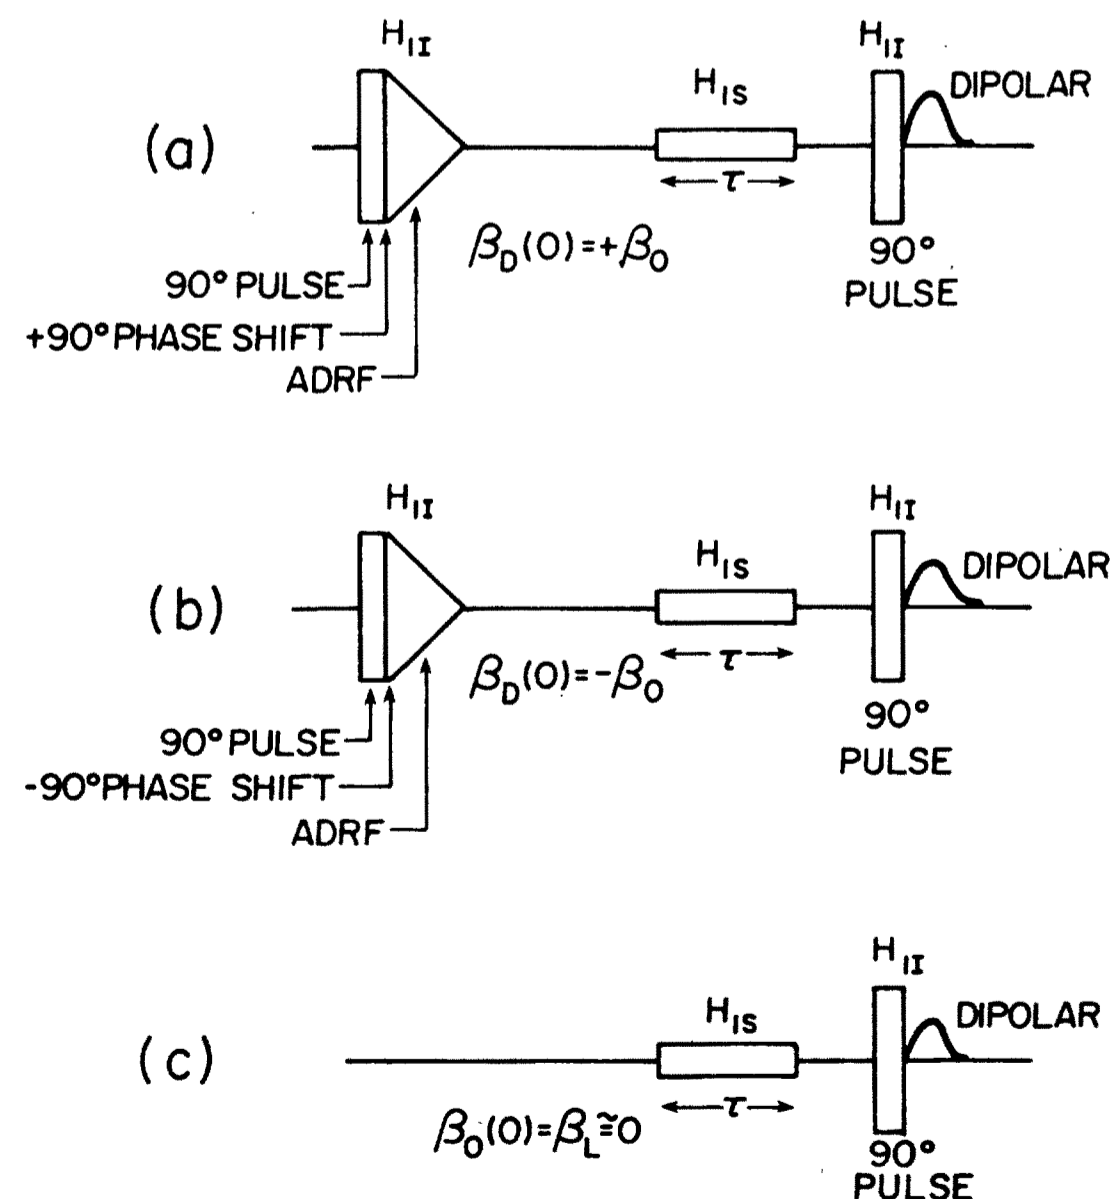 (a)
H1I
H1S
H1I
DIPOLAR
τ
βD(0)=+β0
90° PULSE
+90° PHASE SHIFT
ADRF
90°
PULSE
(b)
H1I
H1S
H1I
DIPOLAR
τ
βD(0)=-β0
90° PULSE
-90° PHASE SHIFT
ADRF
90°
PULSE
(c)
H1S
H1I
DIPOLAR
τ
β0(0)=βL≅0
90°
PULSE